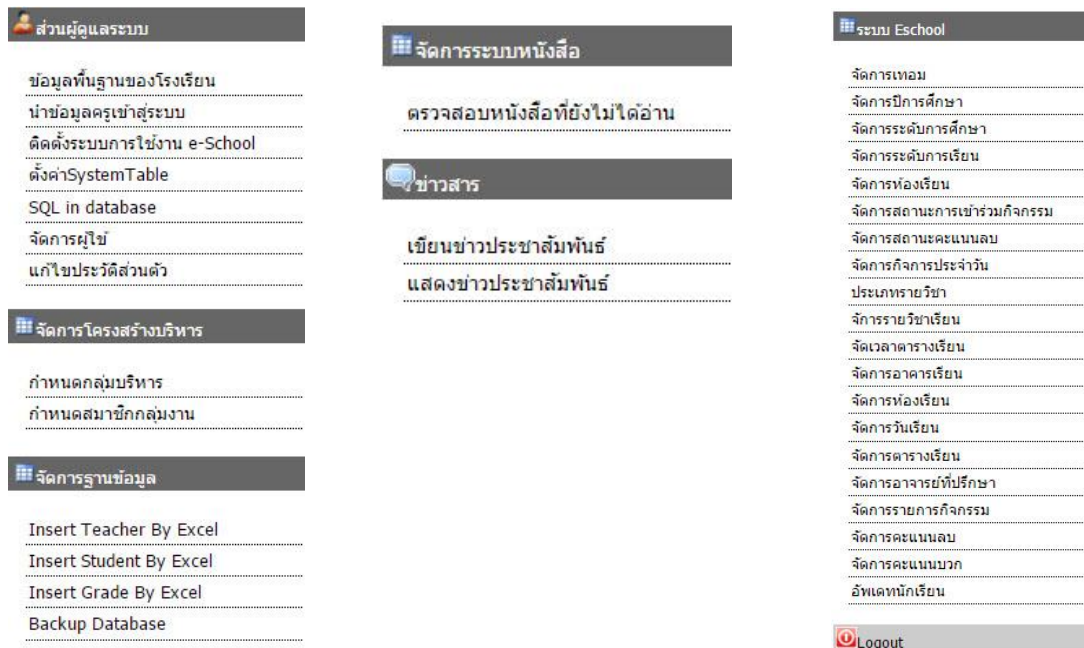 ส่วนผู้ดูแลระบบ
ข้อมูลพื้นฐานของโรงเรียน
นำข้อมูลครูเข้าสู่ระบบ
ติดตั้งระบบการใช้งาน e-School
ตั้งค่าSystemTable
SQL in database
จัดการผู้ใช้
แก้ไขประวัติส่วนตัว
จัดการโครงสร้างบริหาร
กำหนดกลุ่มบริหาร
กำหนดสมาชิกกลุ่มงาน
จัดการฐานข้อมูล
Insert Teacher By Excel
Insert Student By Excel
Insert Grade By Excel
Backup Database
จัดการระบบหนังสือ
ตรวจสอบหนังสือที่ยังไม่ได้อ่าน
ข่าวสาร
เขียนข่าวประชาสัมพันธ์
แสดงข่าวประชาสัมพันธ์
ระบบ Eschool
จัดการเทอม
จัดการปีการศึกษา
จัดการระดับการศึกษา
จัดการระดับการเรียน
จัดการห้องเรียน
จัดการสถานะการเข้าร่วมกิจกรรม
จัดการสถานะคะแนนลบ
จัดการกิจการประจำวัน
ประเภทรายวิชา
จัการรายวิชาเรียน
จัดเวลาตารางเรียน
จัดการอาคารเรียน
จัดการห้องเรียน
จัดการวันเรียน
จัดการตารางเรียน
จัดการอาจารย์ที่ปรึกษา
จัดการรายการกิจกรรม
จัดการคะแนนลบ
จัดการคะแนนบวก
อัพเดทนักเรียน
Logout